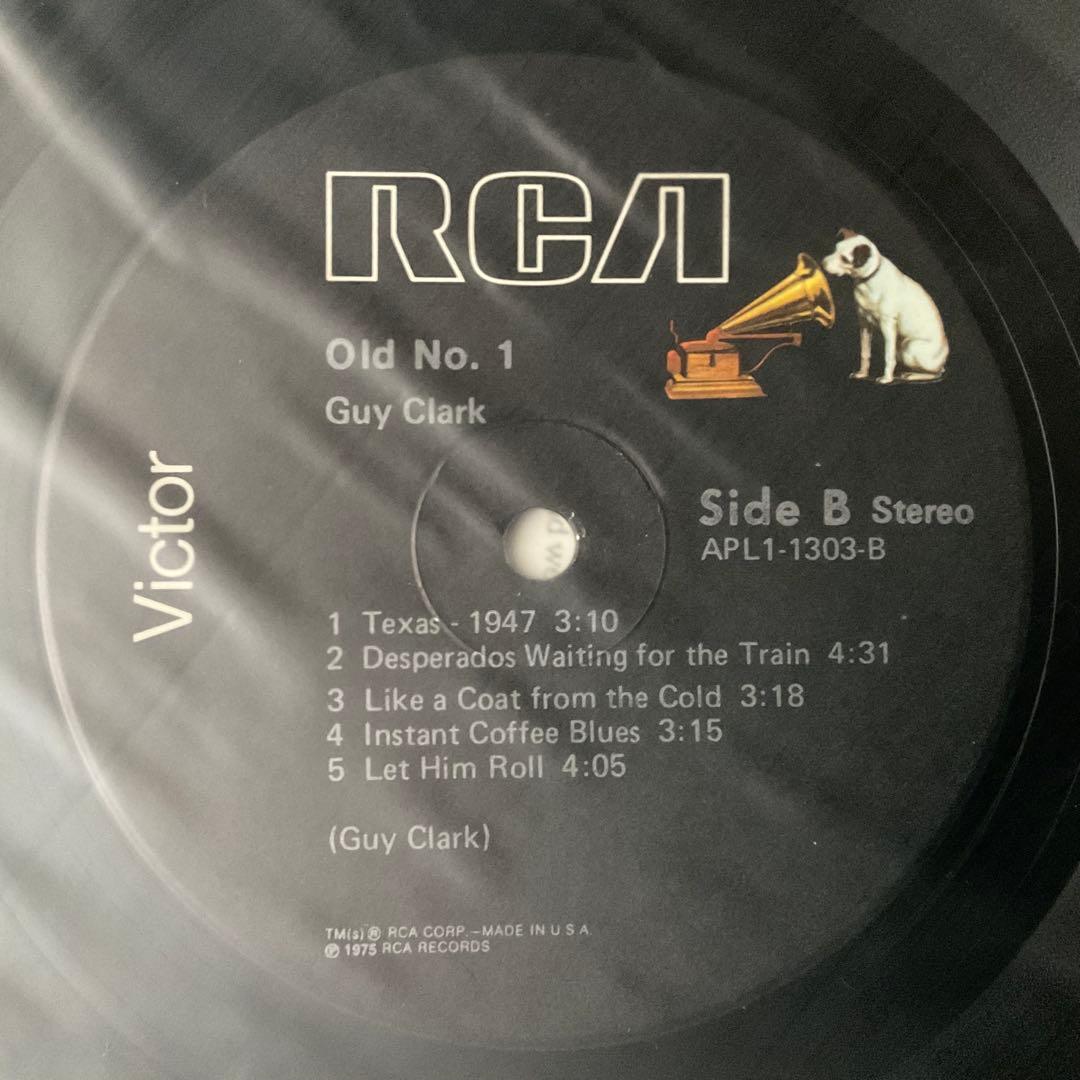 RCA
Old No. 1
Guy Clark
Victor
Side B Stereo
APL1-1303-B
1 Texas - 1947 3:10
2 Desperados Waiting for the Train 4:31
3 Like a Coat from the Cold 3:18
4 Instant Coffee Blues 3:15
5 Let Him Roll 4:05
(Guy Clark)
TM(s) ® RCA CORP.—MADE IN U S A.
℗ 1975 RCA RECORDS